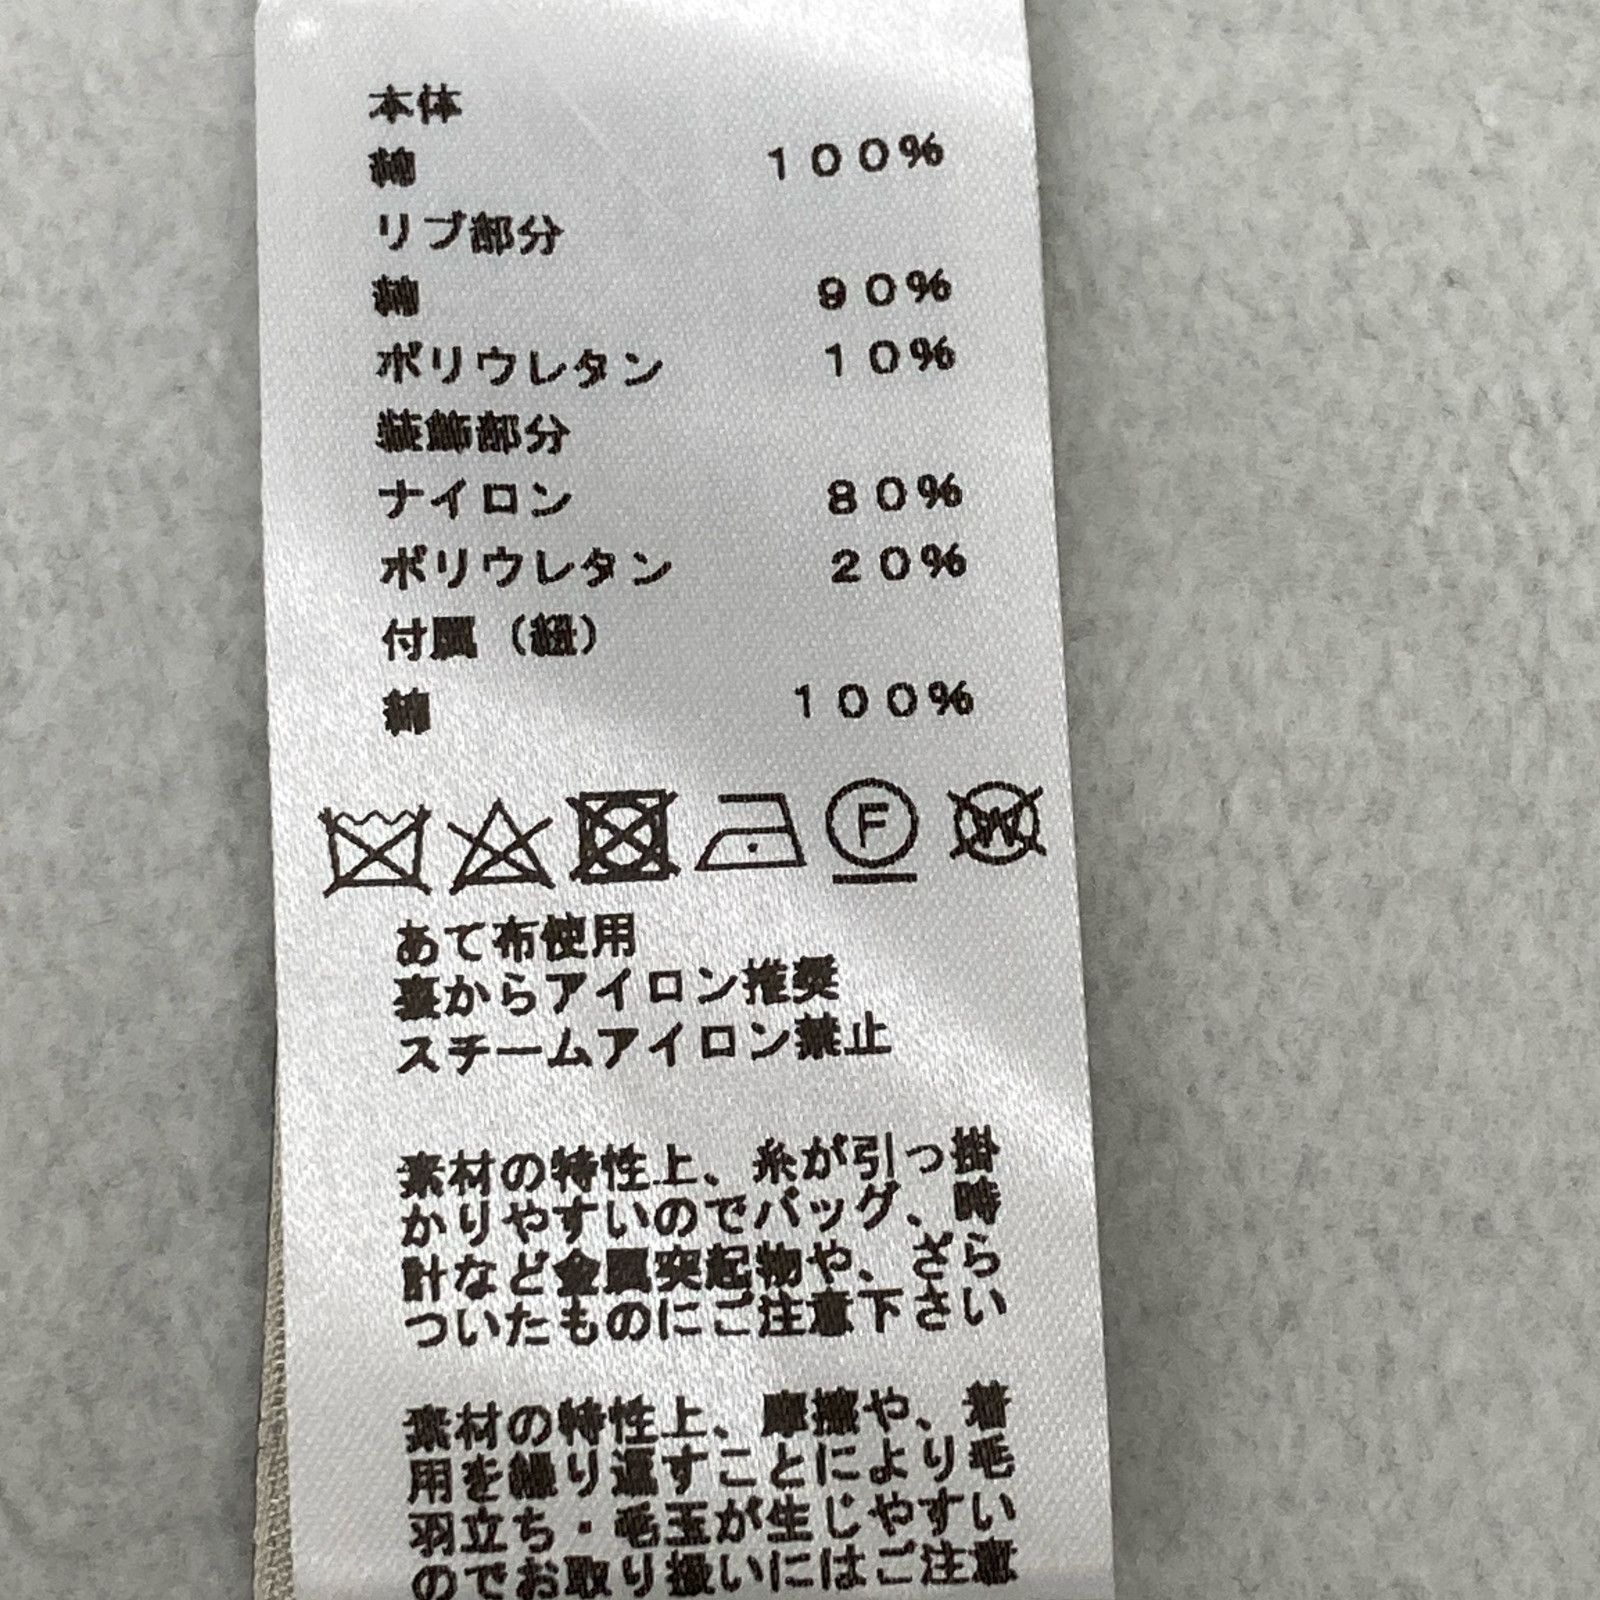 本体
綿 100%
リブ部分
綿 90%
ポリウレタン 10%
装飾部分
ナイロン 80%
ポリウレタン 20%
付属（紐）
綿 100%
F W
あて布使用
裏からアイロン推奨
スチームアイロン禁止
素材の特性上、糸が引っ掛
かりやすいのでバッグ、時
計など金属突起物や、ざら
ついたものにご注意下さい
素材の特性上、摩擦や、着
用を繰り返すことにより毛
羽立ち・毛玉が生じやすい
のでお取り扱いにはご注意